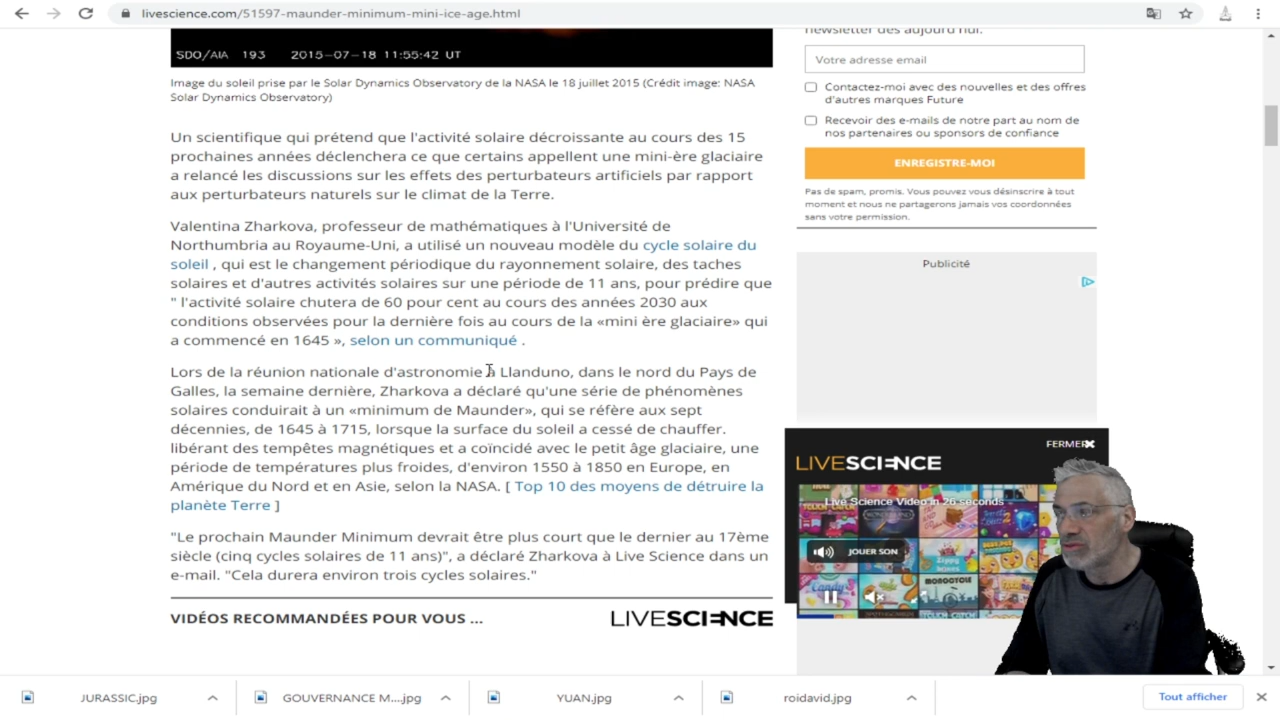 livescience.com/51597-maunder-minimum-mini-ice-age.html
SDO/AIA 193 2015-07-18 11:55:42 UT
Image du soleil prise par le Solar Dynamics Observatory de la NASA le 18 juillet 2015 (Crédit image: NASA
Solar Dynamics Observatory)
Un scientifique qui prétend que l'activité solaire décroissante au cours des 15
prochaines années déclenchera ce que certains appellent une mini-ère glaciaire
a relancé les discussions sur les effets des perturbateurs artificiels par rapport
aux perturbateurs naturels sur le climat de la Terre.
Valentina Zharkova, professeur de mathématiques à l'Université de
Northumbria au Royaume-Uni, a utilisé un nouveau modèle du cycle solaire du
soleil , qui est le changement périodique du rayonnement solaire, des taches
solaires et d'autres activités solaires sur une période de 11 ans, pour prédire que
" l'activité solaire chutera de 60 pour cent au cours des années 2030 aux
conditions observées pour la dernière fois au cours de la «mini ère glaciaire» qui
a commencé en 1645 », selon un communiqué .
Lors de la réunion nationale d'astronomie à Llanduno, dans le nord du Pays de
Galles, la semaine dernière, Zharkova a déclaré qu'une série de phénomènes
solaires conduirait à un «minimum de Maunder», qui se réfère aux sept
décennies, de 1645 à 1715, lorsque la surface du soleil a cessé de chauffer.
libérant des tempêtes magnétiques et a coïncidé avec le petit âge glaciaire, une
période de températures plus froides, d'environ 1550 à 1850 en Europe, en
Amérique du Nord et en Asie, selon la NASA. [ Top 10 des moyens de détruire la
planète Terre ]
"Le prochain Maunder Minimum devrait être plus court que le dernier au 17ème
siècle (cinq cycles solaires de 11 ans)", a déclaré Zharkova à Live Science dans un
e-mail. "Cela durera environ trois cycles solaires."
VIDÉOS RECOMMANDÉES POUR VOUS ...
LIVESCIENCE
newsletter dès aujourd'hui.
Votre adresse email
Contactez-moi avec des nouvelles et des offres
d'autres marques Future
Recevoir des e-mails de notre part au nom de
nos partenaires ou sponsors de confiance
ENREGISTRE-MOI
Pas de spam, promis. Vous pouvez vous désinscrire à tout
moment et nous ne partagerons jamais vos coordonnées
sans votre permission.
Publicité
FERMER
LIVESCIENCE
Live Science Video in 26 seconds
JOUER SON
MONOCYCLE
JURASSIC.jpg
GOUVERNANCE M....jpg
YUAN.jpg
roidavid.jpg
Tout afficher